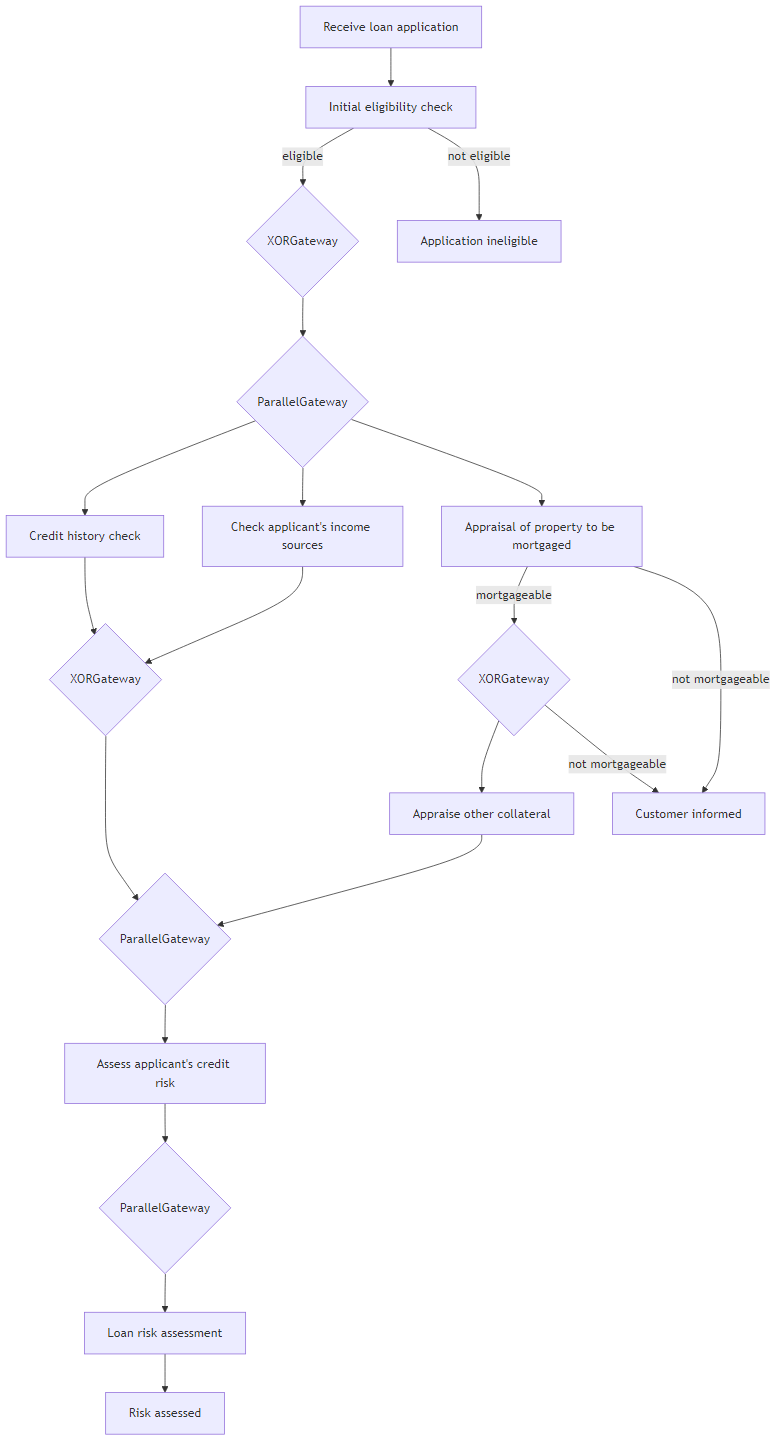 Receive loan application
Initial eligibility check
eligible
not eligible
XORGateway
Application ineligible
ParallelGateway
Credit history check
Check applicant's income
sources
Appraisal of property to be
mortgaged
mortgageable
XORGateway
XORGateway
not mortgageable
not mortgageable
Appraise other collateral
Customer informed
ParallelGateway
Assess applicant's credit
risk
ParallelGateway
Loan risk assessment
Risk assessed